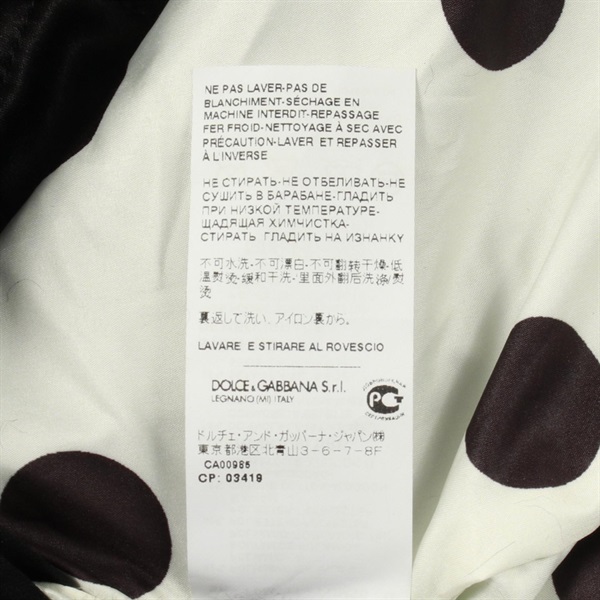 NE PAS LAVER-PAS DE
BLANCHIMENT-SÉCHAGE EN
MACHINE INTERDIT-REPASSAGE
FER FROID-NETTOYAGE À SEC AVEC
PRÉCAUTION-LAVER ET REPASSER
À L'INVERSE
НЕ СТИРАТЬ-НЕ ОТБЕЛИВАТЬ-НЕ
СУШИТЬ В БАРАБАНЕ-ГЛАДИТЬ
ПРИ НИЗКОЙ ТЕМПЕРАТУРЕ-
ЩАДЯЩАЯ ХИМЧИСТКА-
СТИРАТЬ ГЛАДИТЬ НА ИЗНАНКУ
不可水洗-不可漂白-不可翻转干燥-低
温熨烫-缓和干洗-里面外翻后洗涤/熨
烫
裏返して洗い、アイロン裏から。
LAVARE E STIRARE AL ROVESCIO
DOLCE&GABBANA S.r.l.
LEGNANO (MI) ITALY
PG
ドルチェ・アンド・ガッバーナ・ジャパン㈱
東京都港区北青山3-6-7-8F
CA00986
CP: 03419